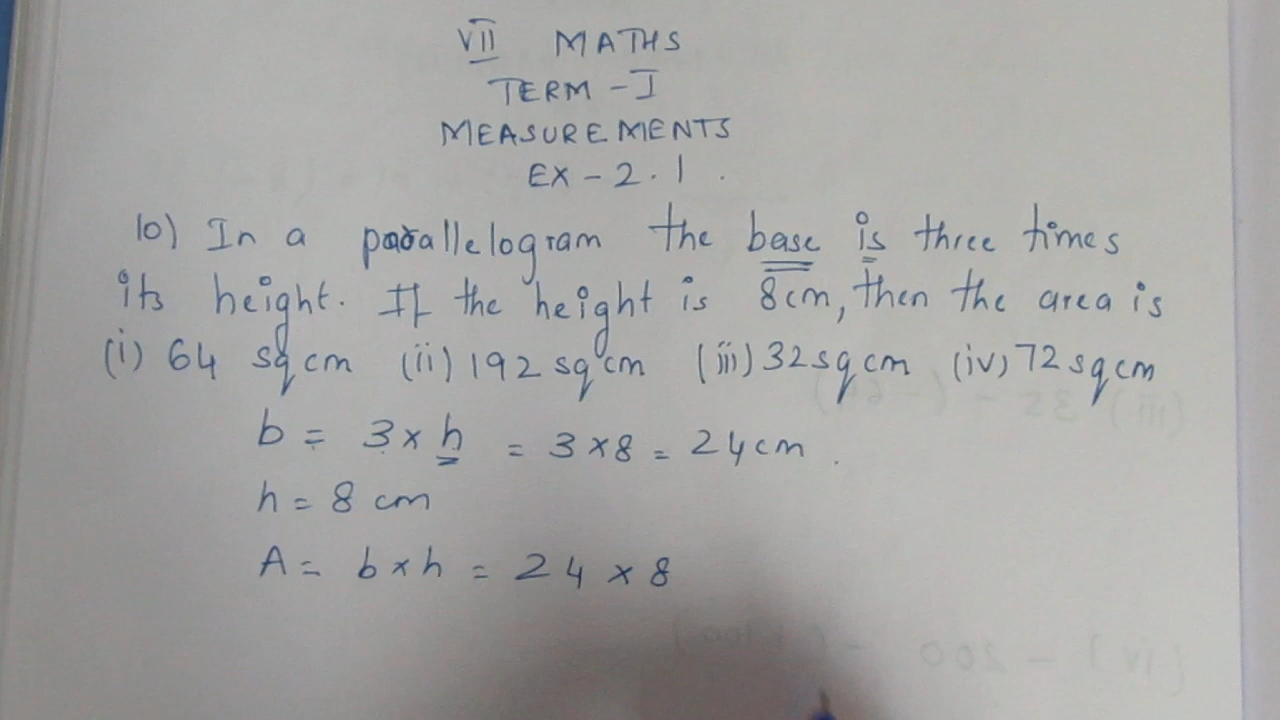 VII MATHS
TERM - I
MEASUREMENTS
EX - 2.1.
10) In a parallelogram the base is three times
its height. If the height is 8cm, then the area is
(i) 64 sq cm (ii) 192 sq cm (iii) 32 sq cm (iv) 72 sq cm
b = 3 × h = 3 × 8 = 24 cm.
h = 8 cm
A = b × h = 24 × 8